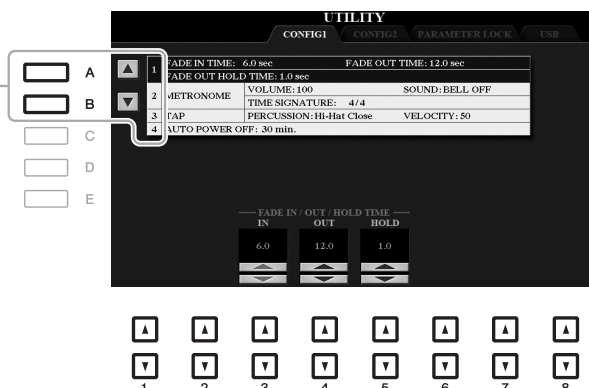 UTILITY
CONFIG1 CONFIG2 PARAMETER LOCK USB
A
B
C
D
E
1 FADE IN TIME: 6.0 sec FADE OUT TIME: 12.0 sec
FADE OUT HOLD TIME: 1.0 sec
2 METRONOME VOLUME: 100 SOUND: BELL OFF
TIME SIGNATURE: 4/4
3 TAP PERCUSSION: Hi-Hat Close VELOCITY: 50
4 AUTO POWER OFF: 30 min.
FADE IN / OUT / HOLD TIME
IN OUT HOLD
6.0 12.0 1.0
1 2 3 4 5 6 7 8